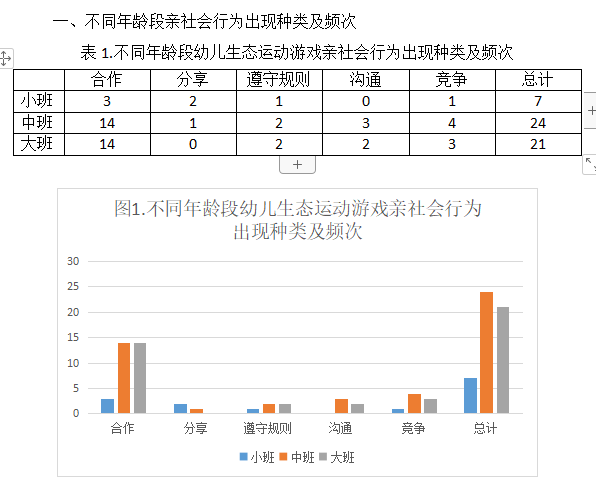 一、不同年龄段亲社会行为出现种类及频次
表 1.不同年龄段幼儿生态运动游戏亲社会行为出现种类及频次
合作 分享 遵守规则 沟通 竞争 总计
小班 3 2 1 0 1 7
中班 14 1 2 3 4 24
大班 14 0 2 2 3 21
图1.不同年龄段幼儿生态运动游戏亲社会行为
出现种类及频次
30
25
20
15
10
5
0
合作 分享 遵守规则 沟通 竞争 总计
小班 中班 大班